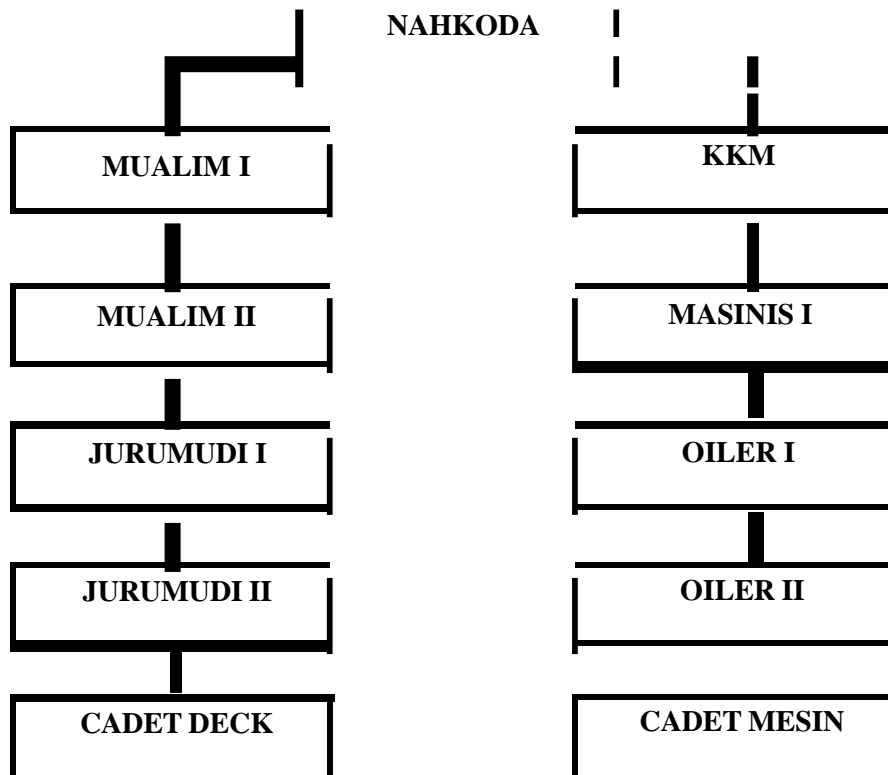 NAHKODA
MUALIM I
KKM
MUALIM II
MASINIS I
JURUMUDI I
OILER I
JURUMUDI II
OILER II
CADET DECK
CADET MESIN